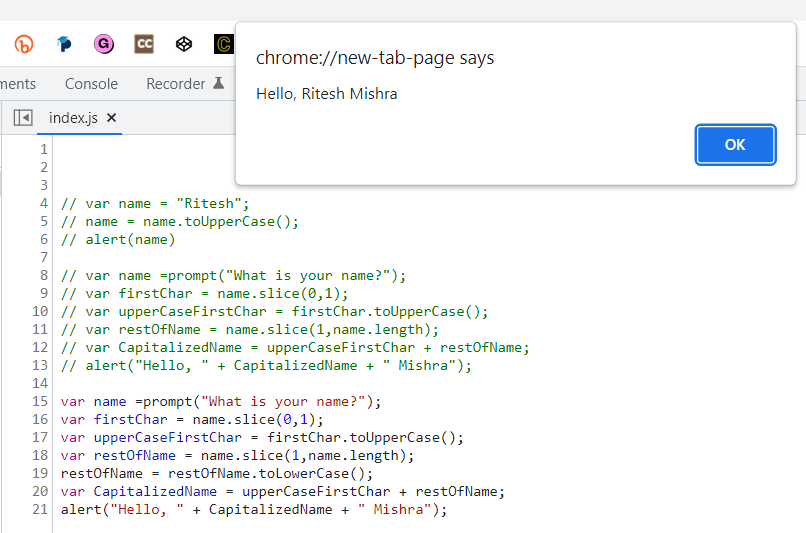 chrome://new-tab-page says
Hello, Ritesh Mishra
OK
G
CC
C
ments Console Recorder
index.js ×
1
2
3
4 // var name = "Ritesh";
5 // name = name.toUpperCase();
6 // alert(name)
7
8 // var name =prompt("What is your name?");
9 // var firstChar = name.slice(0,1);
10 // var upperCaseFirstChar = firstChar.toUpperCase();
11 // var restOfName = name.slice(1,name.length);
12 // var CapitalizedName = upperCaseFirstChar + restOfName;
13 // alert("Hello, " + CapitalizedName + " Mishra");
14
15 var name =prompt("What is your name?");
16 var firstChar = name.slice(0,1);
17 var upperCaseFirstChar = firstChar.toUpperCase();
18 var restOfName = name.slice(1,name.length);
19 restOfName = restOfName.toLowerCase();
20 var CapitalizedName = upperCaseFirstChar + restOfName;
21 alert("Hello, " + CapitalizedName + " Mishra");